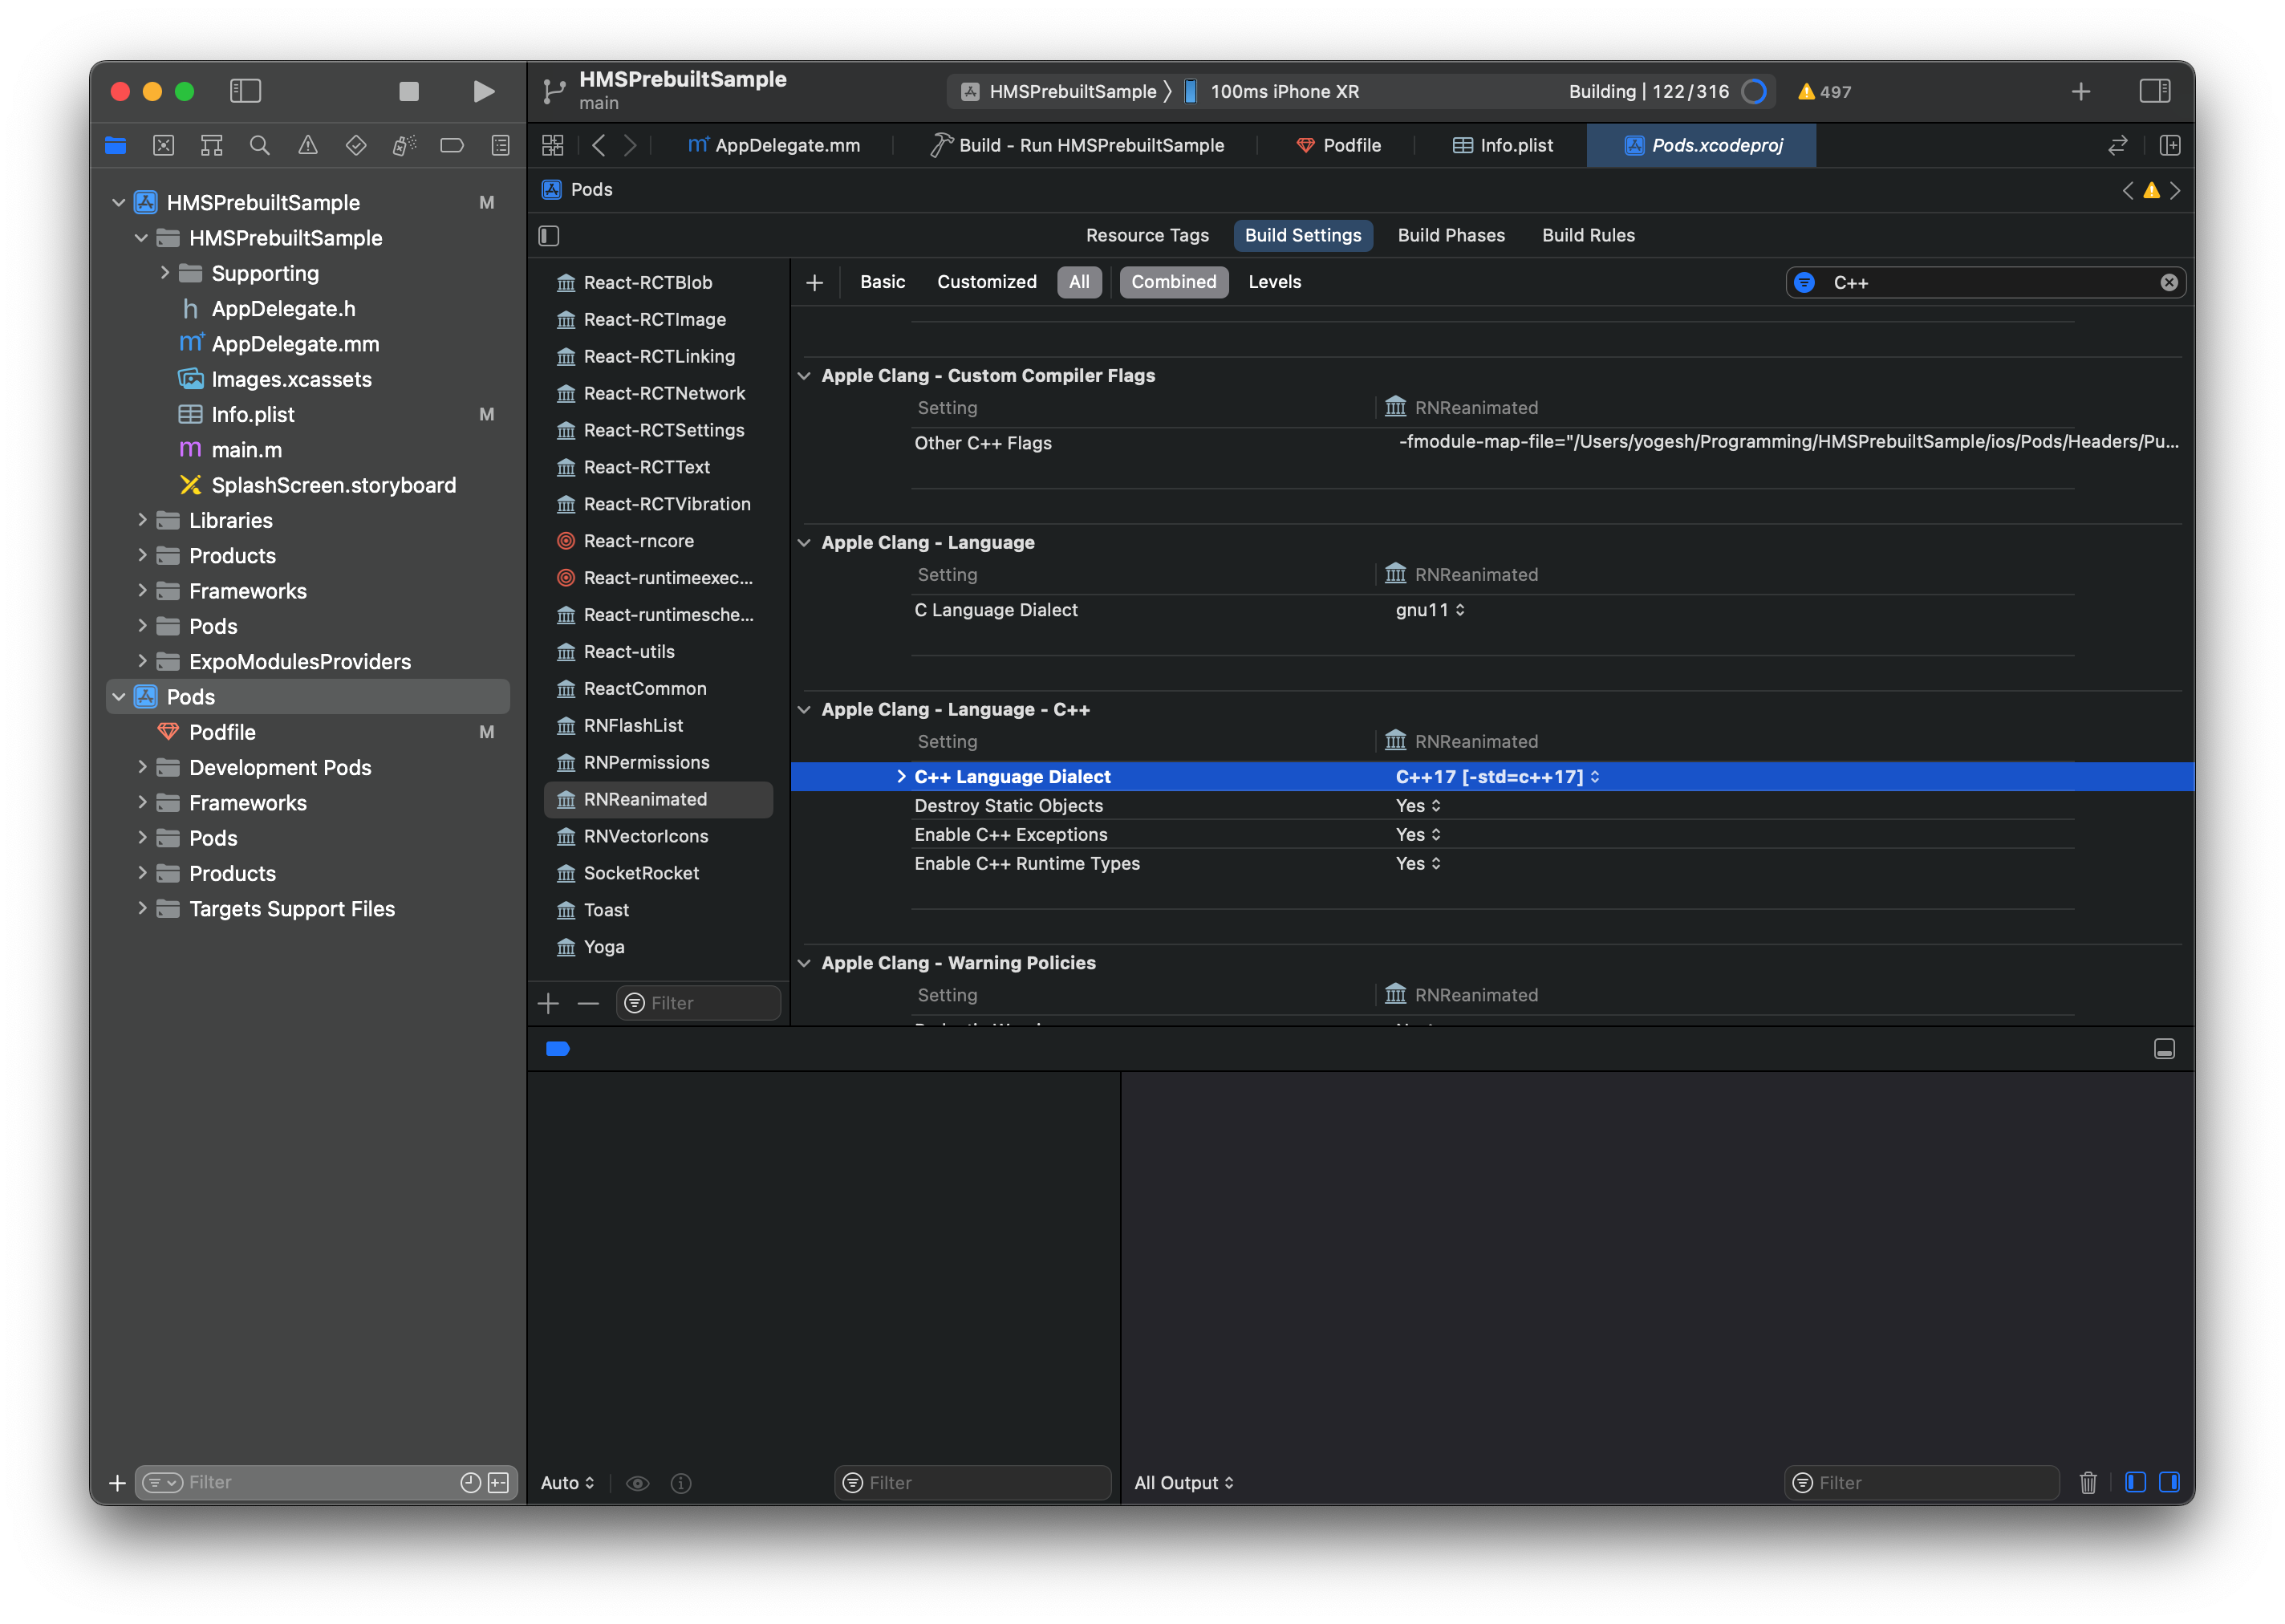 HMSPrebuiltSample
main
HMSPrebuiltSample 〉 100ms iPhone XR
Building | 122/316
497
AppDelegate.mm
Build - Run HMSPrebuiltSample
Podfile
Info.plist
Pods.xcodeproj
HMSPrebuiltSample M
HMSPrebuiltSample
Supporting
AppDelegate.h
AppDelegate.mm
Images.xcassets
Info.plist M
main.m
SplashScreen.storyboard
Libraries
Products
Frameworks
Pods
ExpoModulesProviders
Pods
Podfile M
Development Pods
Frameworks
Pods
Products
Targets Support Files
Filter
Pods
Resource Tags
Build Settings
Build Phases
Build Rules
React-RCTBlob
React-RCTImage
React-RCTLinking
React-RCTNetwork
React-RCTSettings
React-RCTText
React-RCTVibration
React-rncore
React-runtimeexec...
React-runtimesche...
React-utils
ReactCommon
RNFlashList
RNPermissions
RNReanimated
RNVectorIcons
SocketRocket
Toast
Yoga
Filter
Basic
Customized
All
Combined
Levels
C++
Apple Clang - Custom Compiler Flags
Setting RNReanimated
Other C++ Flags -fmodule-map-file="/Users/yogesh/Programming/HMSPrebuiltSample/ios/Pods/Headers/Pu...
Apple Clang - Language
Setting RNReanimated
C Language Dialect gnu11
Apple Clang - Language - C++
Setting RNReanimated
C++ Language Dialect C++17 [-std=c++17]
Destroy Static Objects Yes
Enable C++ Exceptions Yes
Enable C++ Runtime Types Yes
Apple Clang - Warning Policies
Setting RNReanimated
Auto
Filter
All Output
Filter